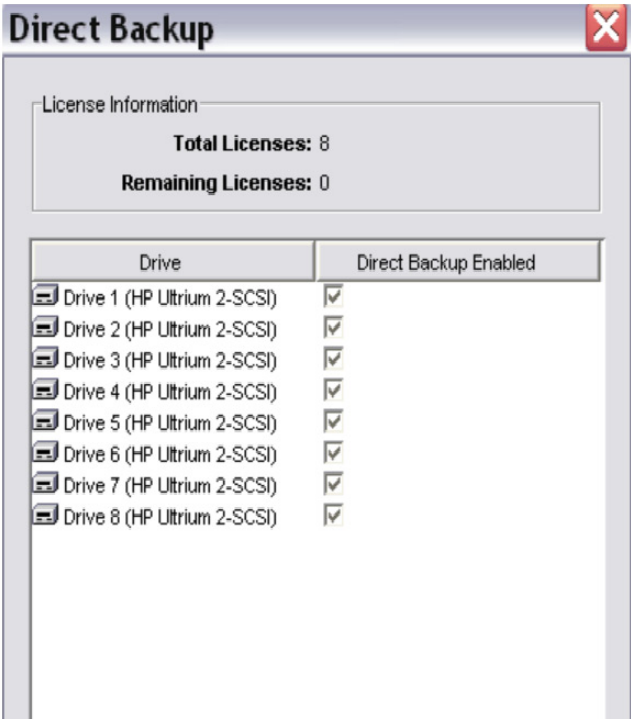 Direct Backup
License Information
Total Licenses: 8
Remaining Licenses: 0
Drive Direct Backup Enabled
Drive 1 (HP Ultrium 2-SCSI)
Drive 2 (HP Ultrium 2-SCSI)
Drive 3 (HP Ultrium 2-SCSI)
Drive 4 (HP Ultrium 2-SCSI)
Drive 5 (HP Ultrium 2-SCSI)
Drive 6 (HP Ultrium 2-SCSI)
Drive 7 (HP Ultrium 2-SCSI)
Drive 8 (HP Ultrium 2-SCSI)